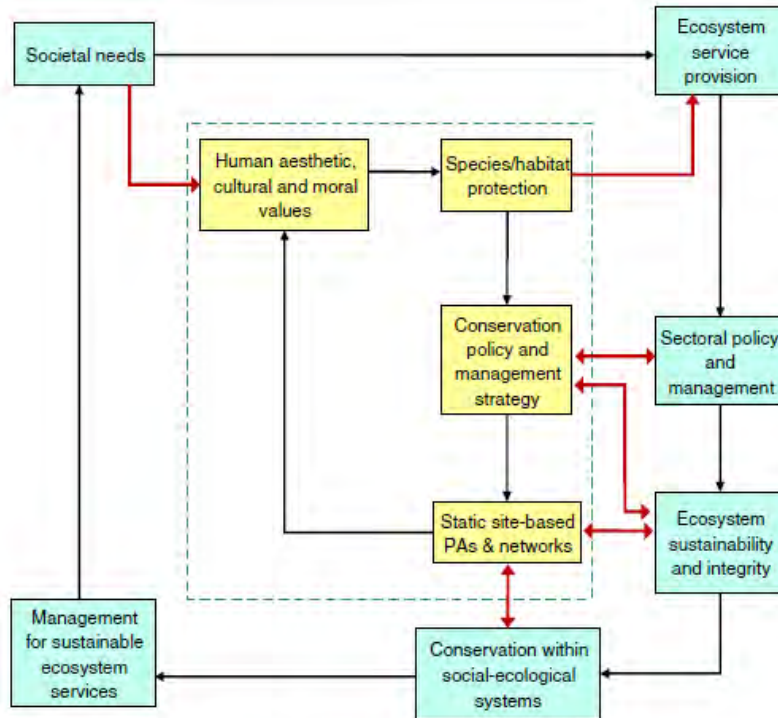 Societal needs
Ecosystem
service
provision
Human aesthetic,
cultural and moral
values
Species/habitat
protection
Conservation
policy and
management
strategy
Sectoral policy
and
management
Static site-based
PAs & networks
Ecosystem
sustainability
and integrity
Management
for sustainable
ecosystem
services
Conservation within
social-ecological
systems